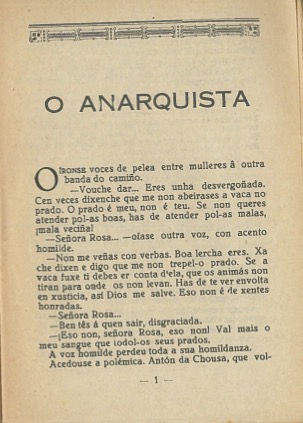 O ANARQUISTA
OIRONSE voces de pelea entre mulleres â outra
banda do camiño.
—Vouche dar... Eres unha desvergoñada.
Cen veces dixenche que me non abeirases a vaca no
prado. O prado é meu, non é teu. Se non queres
atender pol-as boas, has de atender pol-as malas,
¡mala veciña!
—Señora Rosa... —oíase outra voz, con acento
homilde.
—Non me veñas con verbas. Boa lercha eres. Xa
che dixen e digo que me non trepel-o prado. Se a
vaca fuxe ti debes er conta d'ela, que os animás non
tiran para onde os non levan. Has de te ver envolta
en xusticia, así Dios me salve. Eso non é de xentes
honradas.
—Señora Rosa...
—Ben tês á quen sair, disgraciada.
—¡Eso non, señora Rosa, eso non! Val mais o
meu sangue que todol-os seus prados.
A voz homilde perdeu toda a sua homildanza.
Acedouse a polémica. Antón da Chousa, que vol-
— 1 —